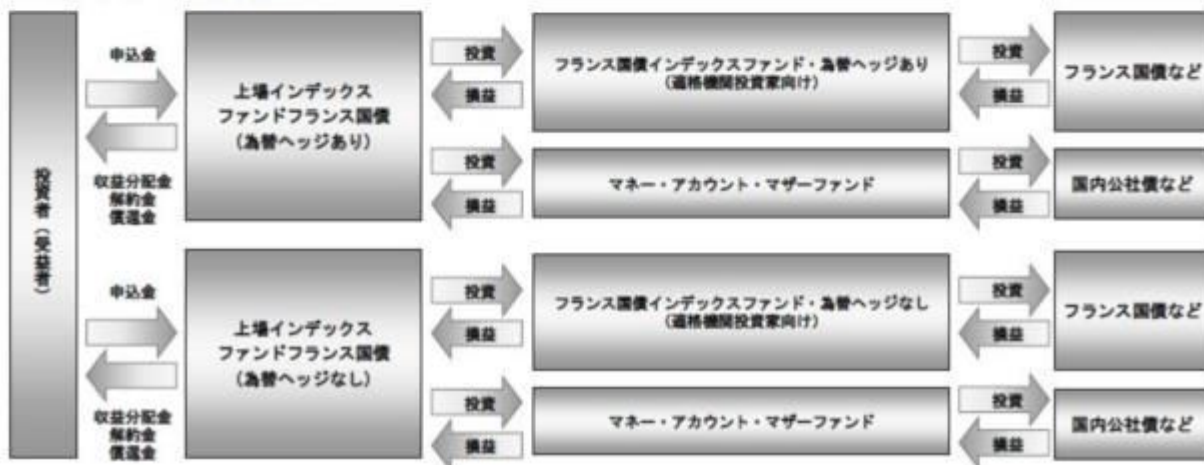 投資者（受益者）
申込金
収益分配金
解約金
償還金
上場インデックス
ファンドフランス国債
（為替ヘッジあり）
投資
損益
フランス国債インデックスファンド・為替ヘッジあり
（適格機関投資家向け）
投資
損益
フランス国債など
投資
損益
マネー・アカウント・マザーファンド
投資
損益
国内公社債など
申込金
収益分配金
解約金
償還金
上場インデックス
ファンドフランス国債
（為替ヘッジなし）
投資
損益
フランス国債インデックスファンド・為替ヘッジなし
（適格機関投資家向け）
投資
損益
フランス国債など
投資
損益
マネー・アカウント・マザーファンド
投資
損益
国内公社債など